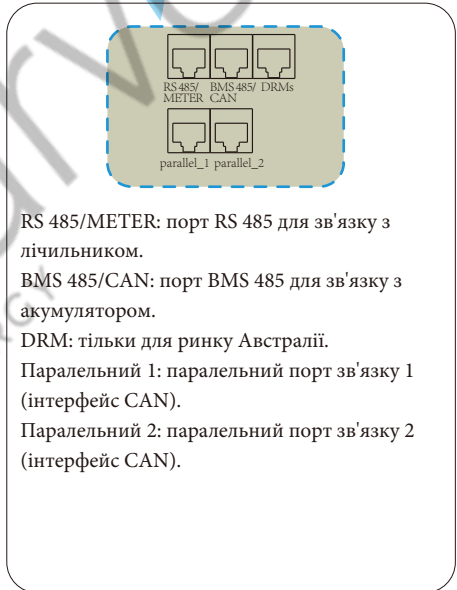 RS 485/ BMS 485/ DRMs
METER CAN
parallel_1 parallel_2
RS 485/METER: порт RS 485 для зв'язку з
лічильником.
BMS 485/CAN: порт BMS 485 для зв'язку з
акумулятором.
DRM: тільки для ринку Австралії.
Паралельний 1: паралельний порт зв'язку 1
(інтерфейс CAN).
Паралельний 2: паралельний порт зв'язку 2
(інтерфейс CAN).